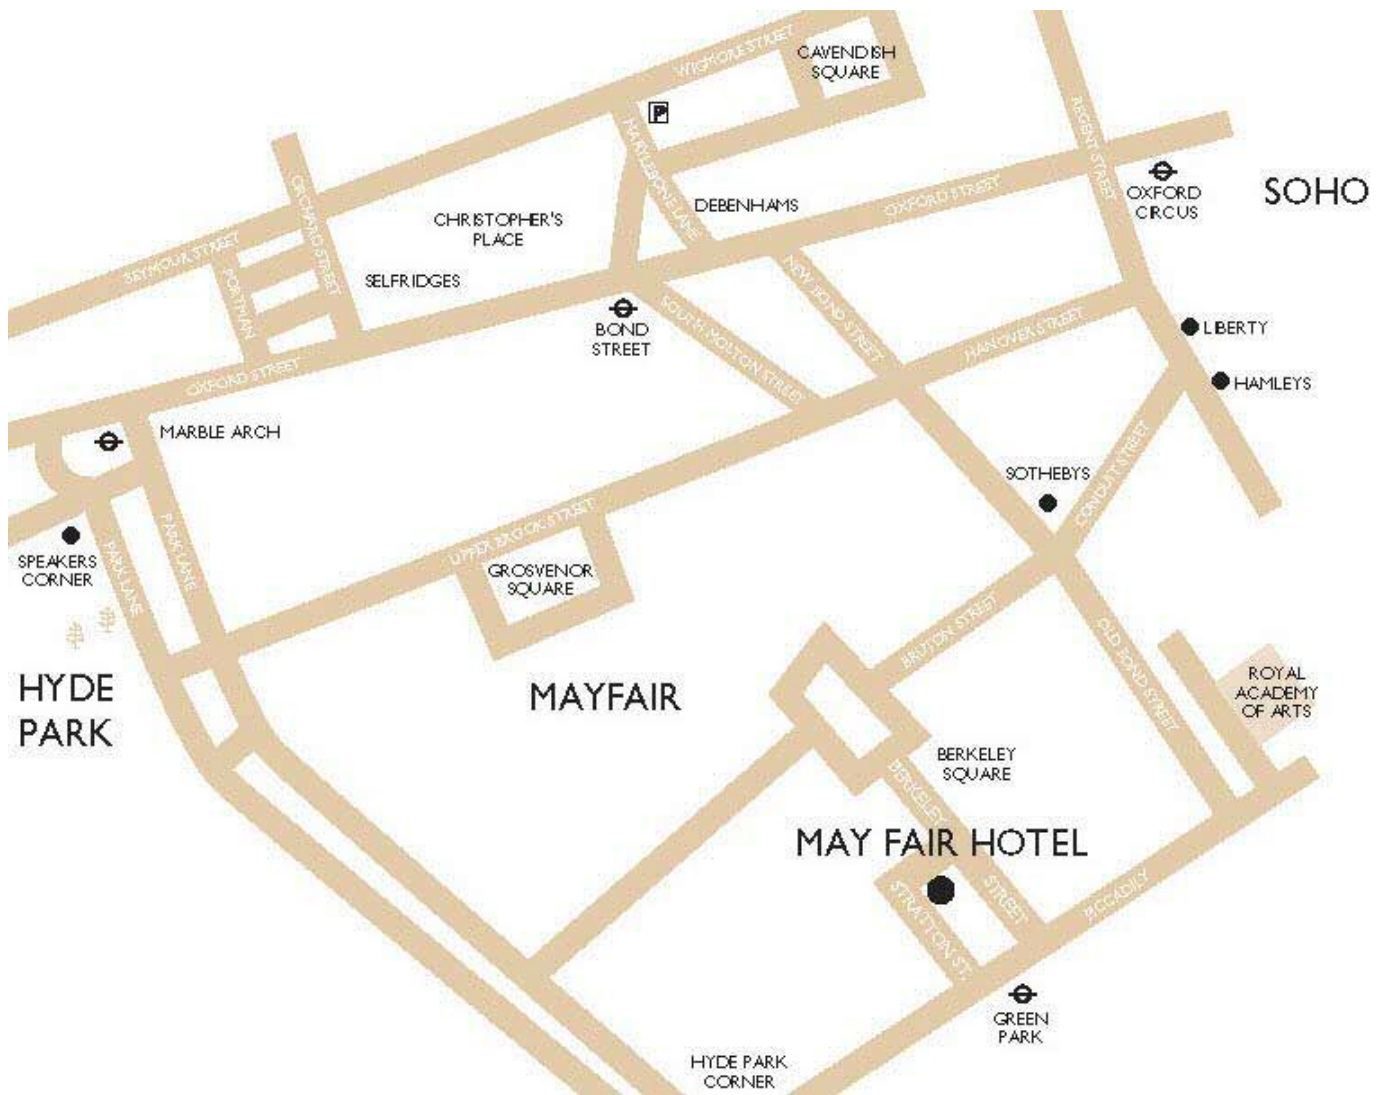 WIGMORE STREET
CAVENDISH
SQUARE
P
REGENT STREET
MARYLEBONE LANE
ORCHARD STREET
OXFORD STREET
OXFORD
CIRCUS
SOHO
DEBENHAMS
CHRISTOPHER'S
PLACE
SEYMOUR STREET
PORTMAN
SELFRIDGES
NEW BOND STREET
SOUTH MOLTON STREET
BOND
STREET
HANOVER STREET
LIBERTY
HAMLEYS
OXFORD STREET
MARBLE ARCH
SOTHEBYS
CONDUIT STREET
UPPER BROOK STREET
PARK LANE
PARK LANE
SPEAKERS
CORNER
GROSVENOR
SQUARE
BRUTON STREET
OLD BOND STREET
HYDE
PARK
MAYFAIR
ROYAL
ACADEMY
OF ARTS
BERKELEY
SQUARE
BERKELEY
STREET
MAY FAIR HOTEL
STRATTON ST.
PICCADILY
GREEN
PARK
HYDE PARK
CORNER